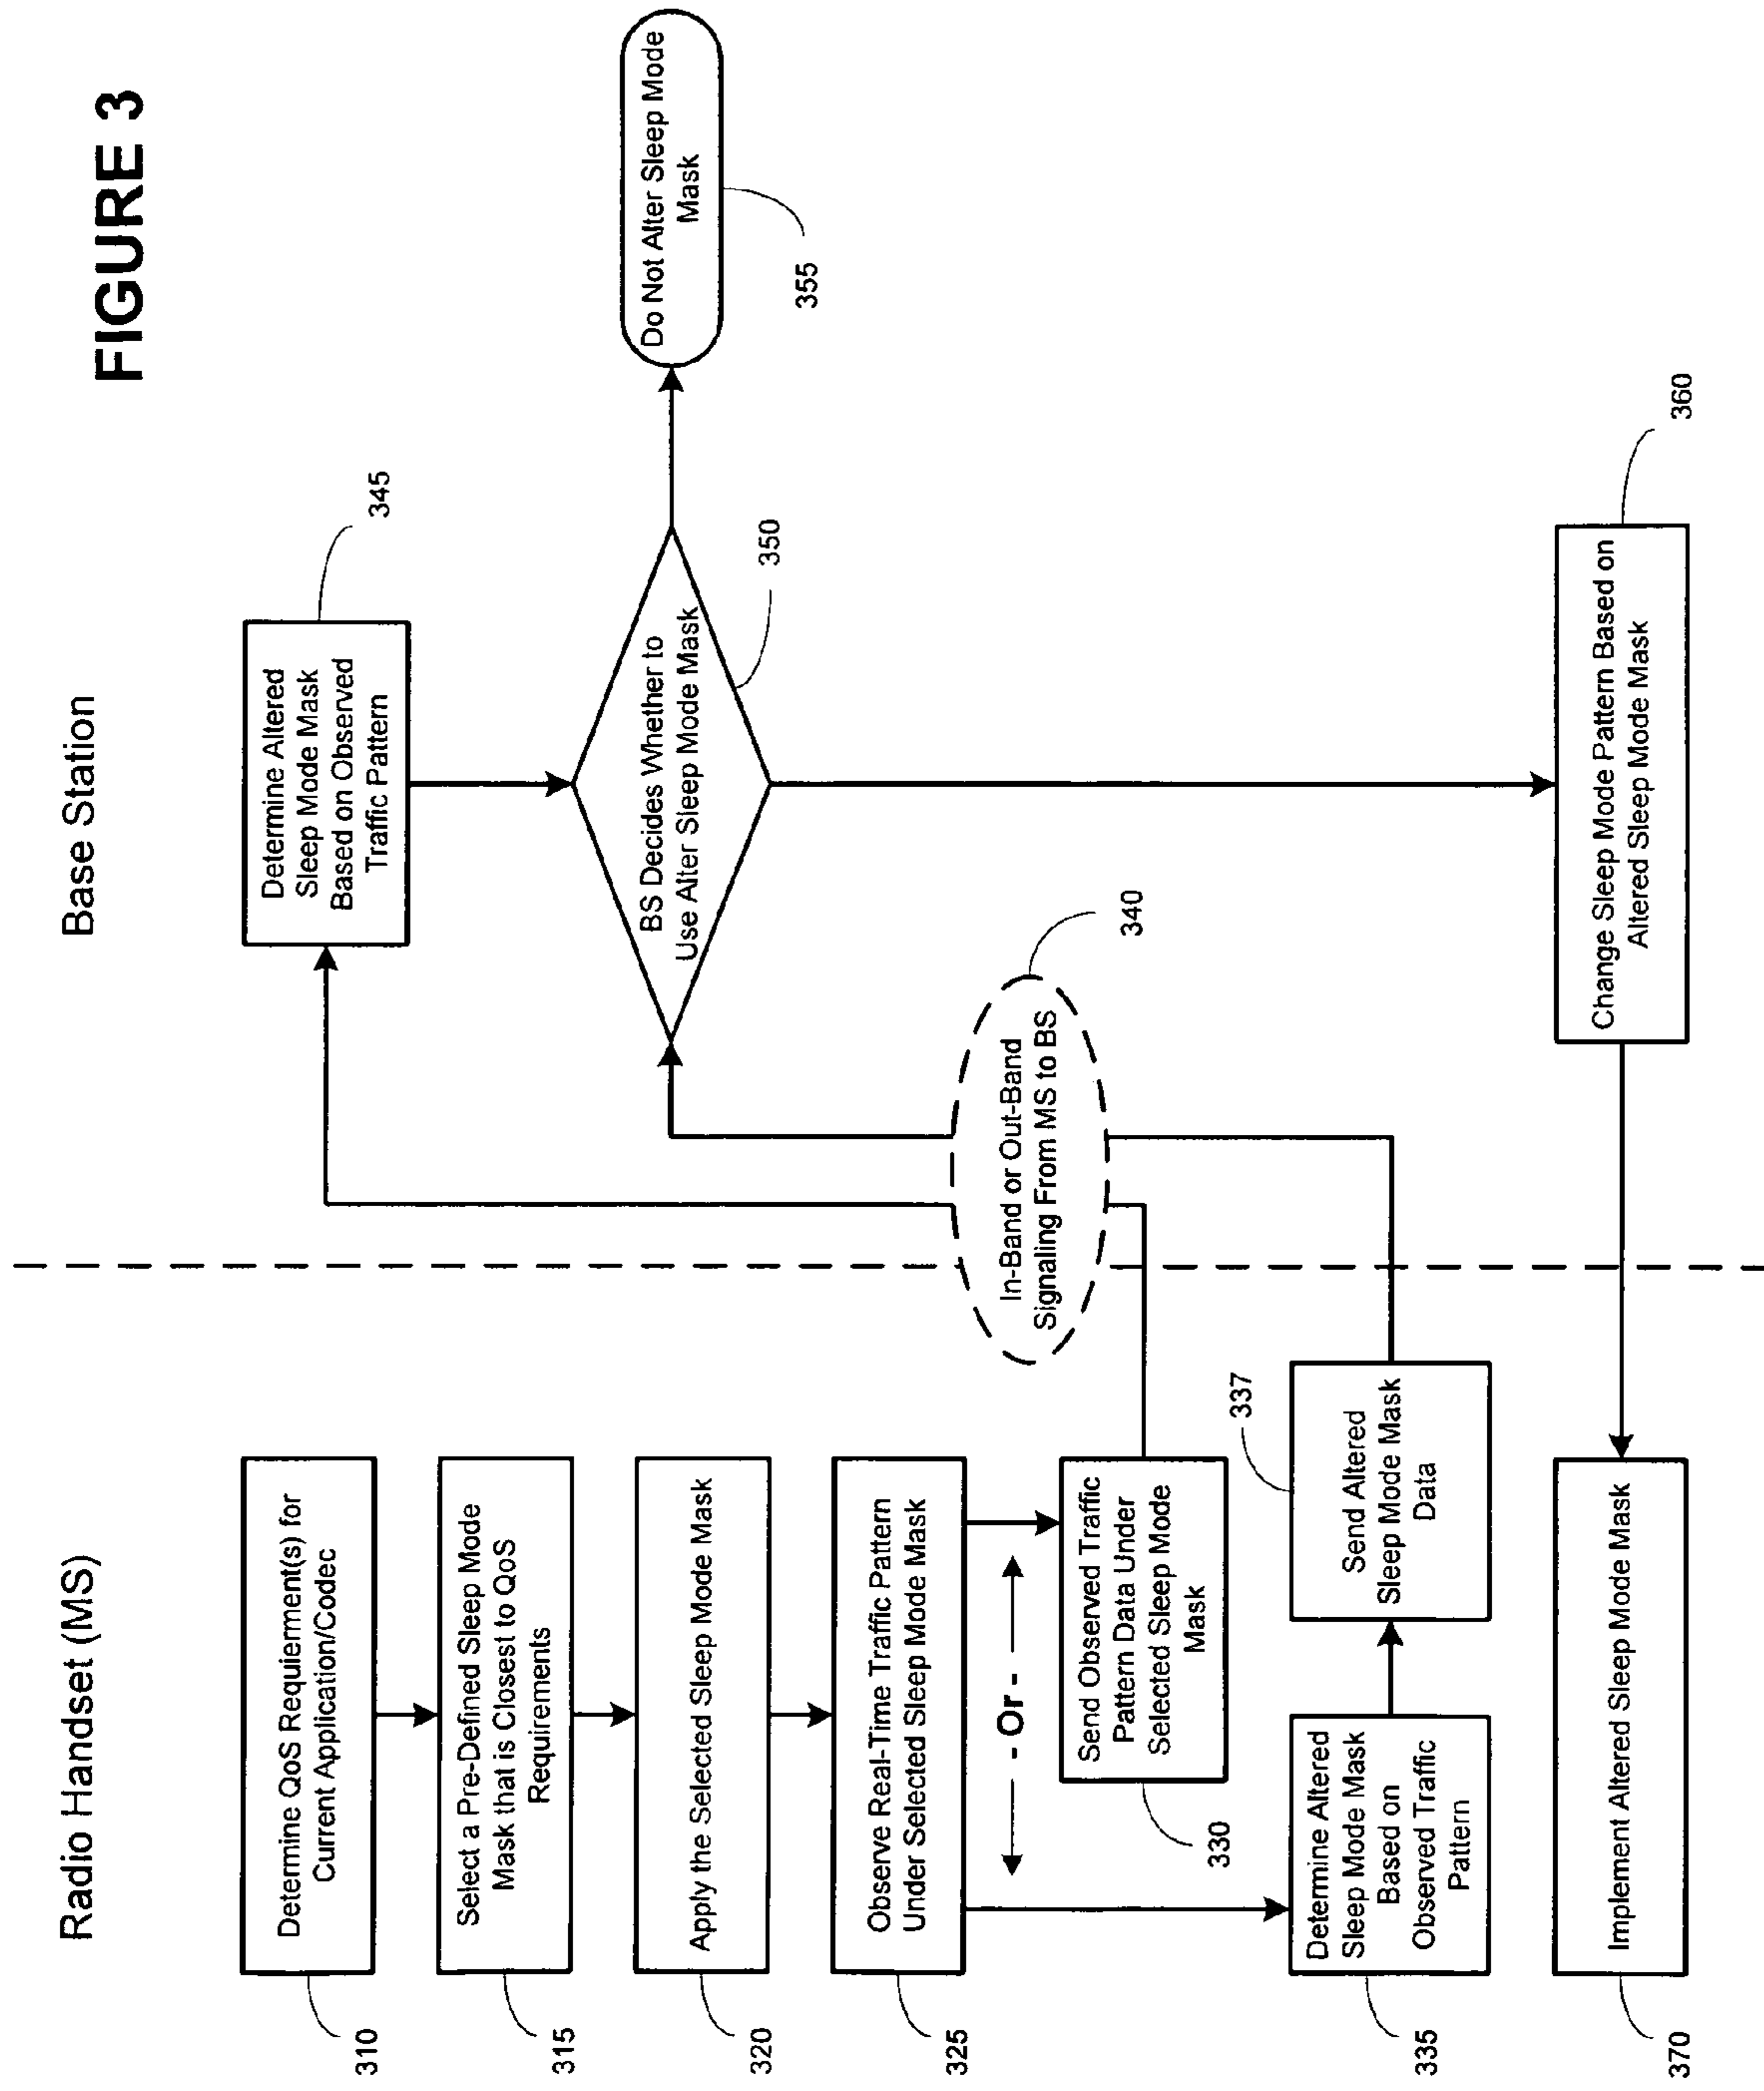 FIGURE 3
Radio Handset (MS)
Base Station
Determine QoS Requierment(s) for
Current Application/Codec
310
Select a Pre-Defined Sleep Mode
Mask that is Closest to QoS
Requirements
315
Apply the Selected Sleep Mode Mask
320
Observe Real-Time Traffic Pattern
Under Selected Sleep Mode Mask
325
- Or -
Send Observed Traffic
Pattern Data Under
Selected Sleep Mode
Mask
330
Determine Altered
Sleep Mode Mask
Based on
Observed Traffic
Pattern
335
Send Altered
Sleep Mode Mask
Data
337
In-Band or Out-Band
Signaling From MS to BS
340
Determine Altered
Sleep Mode Mask
Based on Observed
Traffic Pattern
345
BS Decides Whether to
Use Alter Sleep Mode Mask
350
Do Not Alter Sleep Mode
Mask
355
Change Sleep Mode Pattern Based on
Altered Sleep Mode Mask
360
Implement Altered Sleep Mode Mask
370